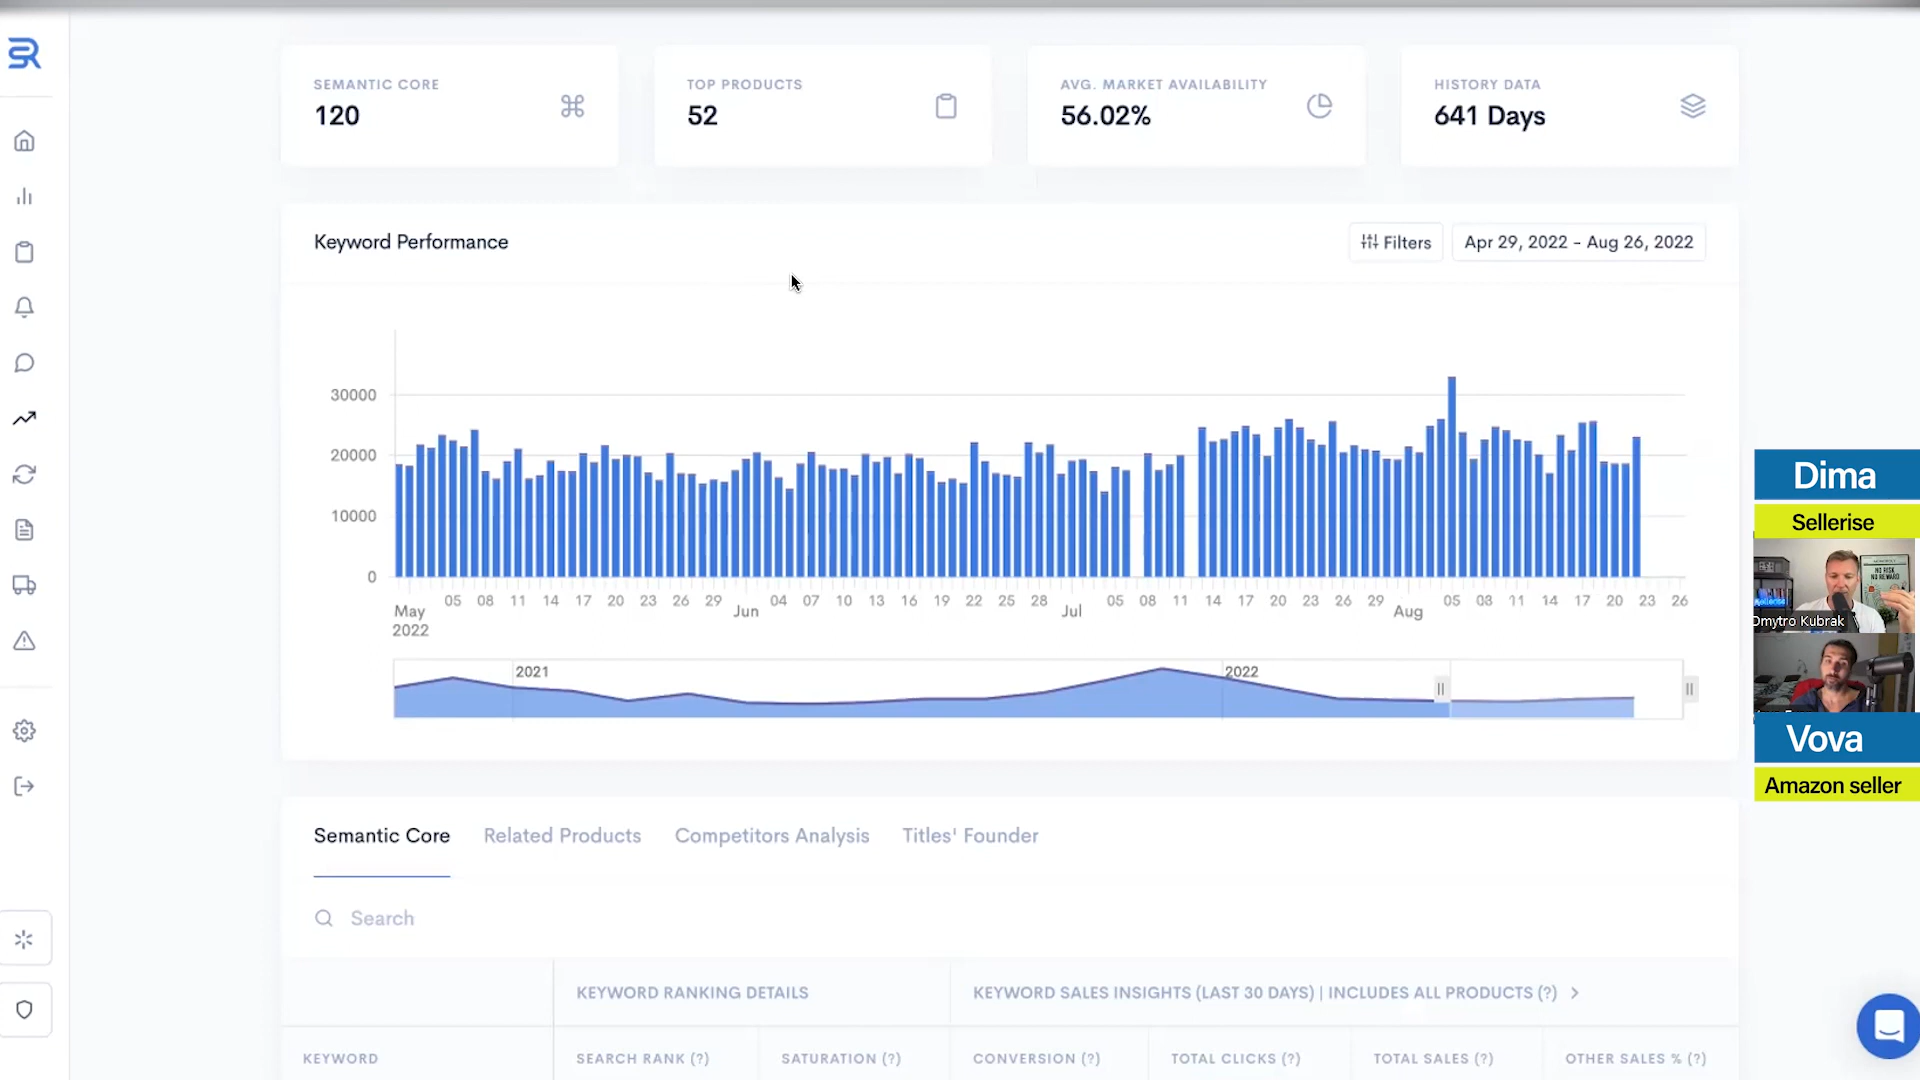 SR
SEMANTIC CORE
120
TOP PRODUCTS
52
AVG. MARKET AVAILABILITY
56.02%
HISTORY DATA
641 Days
Keyword Performance
Filters
Apr 29, 2022 - Aug 26, 2022
30000
20000
10000
0
05 08 11 14 17 20 23 26 29 04 07 10 13 16 19 22 25 28 05 08 11 14 17 20 23 26 29 05 08 11 14 17 20 23 26
May Jun Jul Aug
2022
2021
2022
Semantic Core
Related Products
Competitors Analysis
Titles' Founder
Search
KEYWORD RANKING DETAILS
KEYWORD SALES INSIGHTS (LAST 30 DAYS) | INCLUDES ALL PRODUCTS (?)
KEYWORD
SEARCH RANK (?)
SATURATION (?)
CONVERSION (?)
TOTAL CLICKS (?)
TOTAL SALES (?)
OTHER SALES % (?)
Dima
Sellerise
NO RISK
NO REWARD
Dmytro Kubrak
Vova
Amazon seller